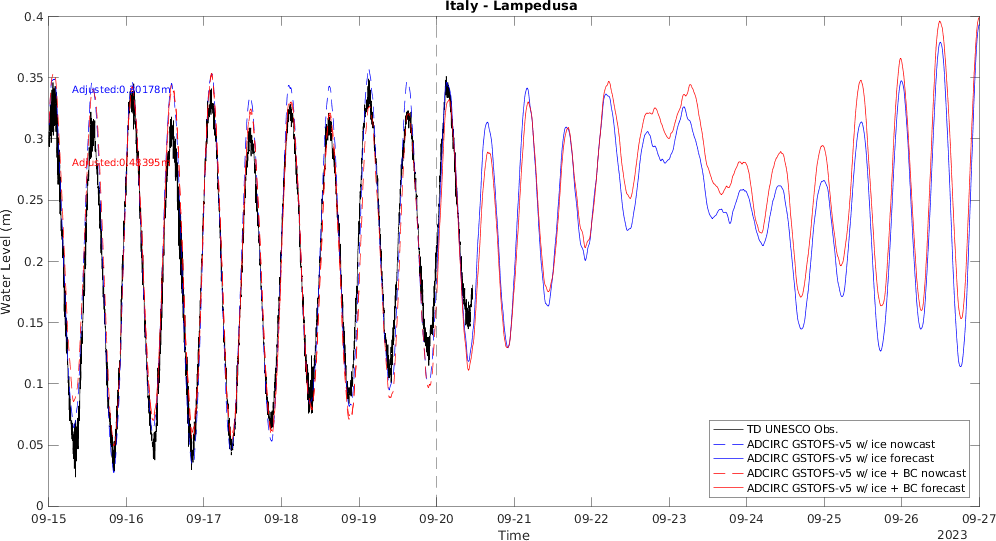 Italy - Lampedusa
0.4
0.35
0.3
0.25
0.2
0.15
0.1
0.05
0
Water Level (m)
Adjusted:0.30178m
Adjusted:0.48395m
TD UNESCO Obs.
ADCIRC GSTOFS-v5 w/ ice nowcast
ADCIRC GSTOFS-v5 w/ ice forecast
ADCIRC GSTOFS-v5 w/ ice + BC nowcast
ADCIRC GSTOFS-v5 w/ ice + BC forecast
09-15 09-16 09-17 09-18 09-19 09-20 09-21 09-22 09-23 09-24 09-25 09-26 09-27
Time
2023